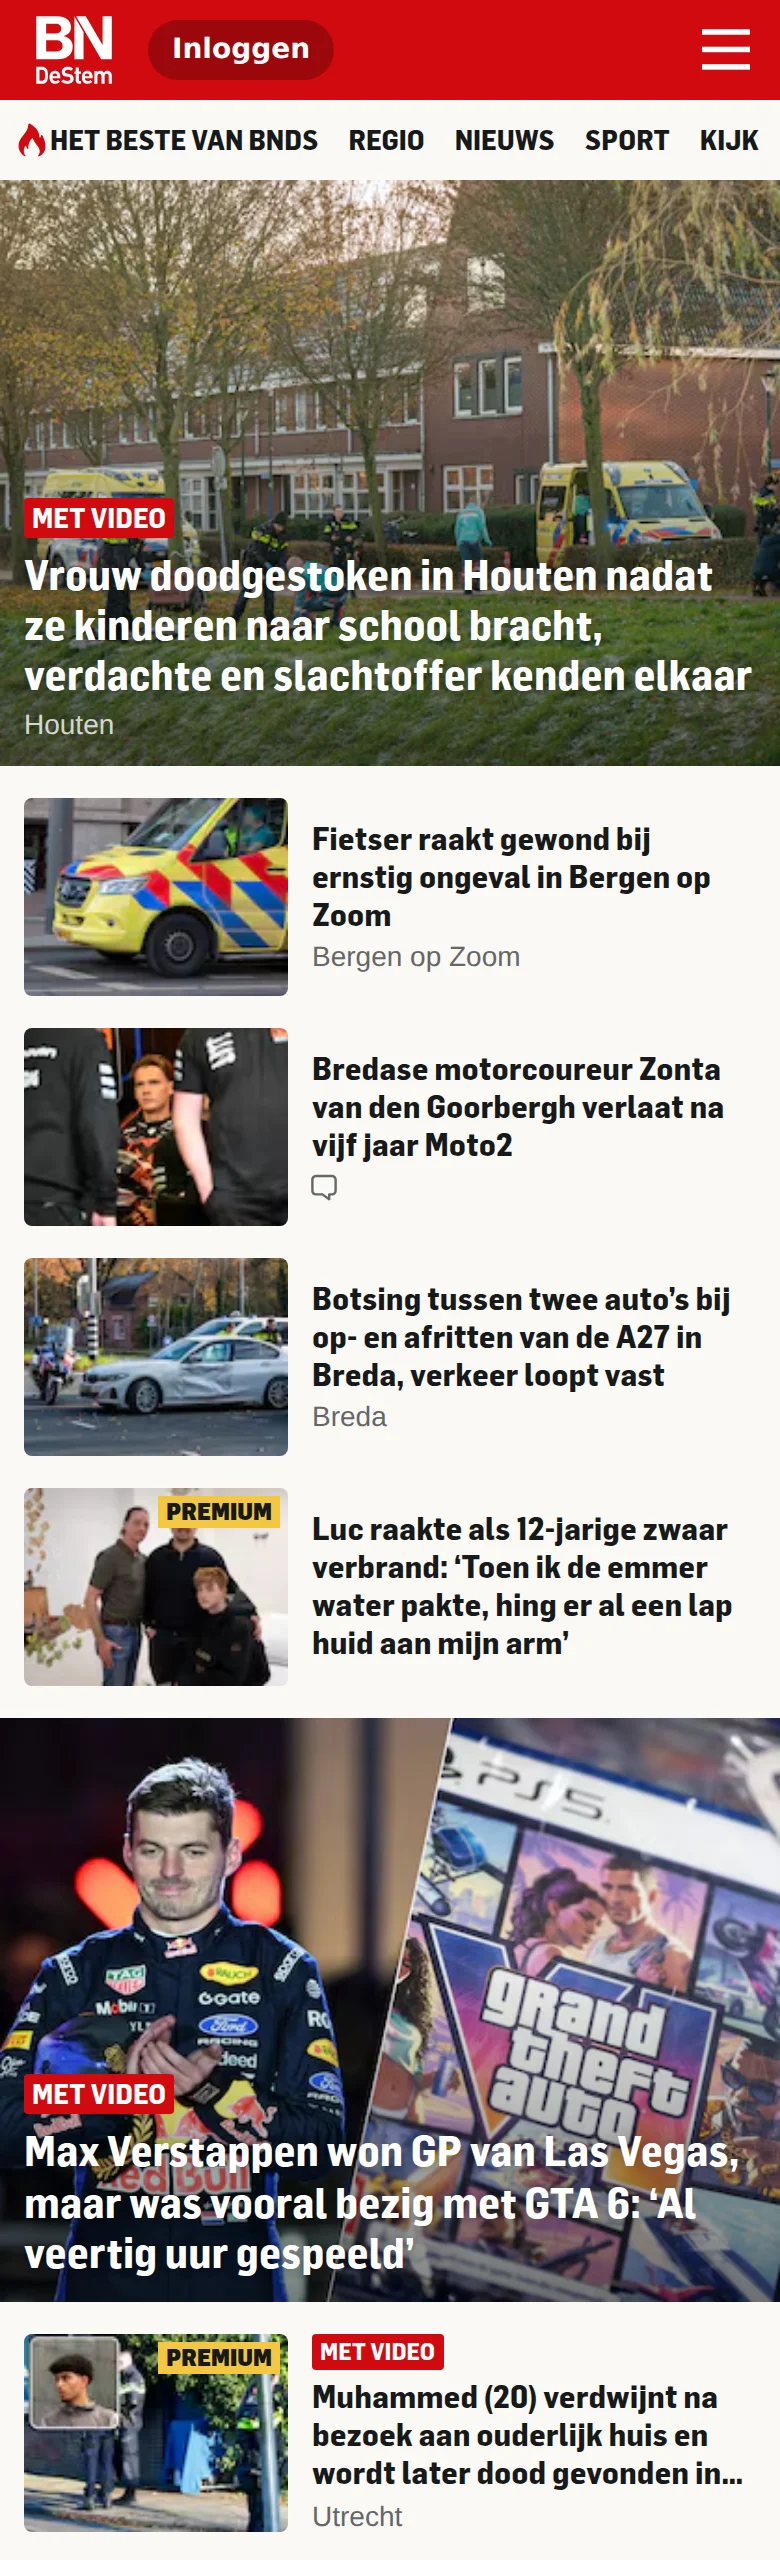 BN
DeStem
Inloggen
HET BESTE VAN BNDS REGIO NIEUWS SPORT KIJK
MET VIDEO
Vrouw doodgestoken in Houten nadat
ze kinderen naar school bracht,
verdachte en slachtoffer kenden elkaar
Houten
Fietser raakt gewond bij
ernstig ongeval in Bergen op
Zoom
Bergen op Zoom
Bredase motorcoureur Zonta
van den Goorbergh verlaat na
vijf jaar Moto2
Botsing tussen twee auto’s bij
op- en afritten van de A27 in
Breda, verkeer loopt vast
Breda
PREMIUM
Luc raakte als 12-jarige zwaar
verbrand: ‘Toen ik de emmer
water pakte, hing er al een lap
huid aan mijn arm’
PS5
TAG
RAUCH
Gate
Mobil 1
Ford
RACING
grand
theft
auto
MET VIDEO
Max Verstappen won GP van Las Vegas,
maar was vooral bezig met GTA 6: ‘Al
veertig uur gespeeld’
PREMIUM
MET VIDEO
Muhammed (20) verdwijnt na
bezoek aan ouderlijk huis en
wordt later dood gevonden in...
Utrecht